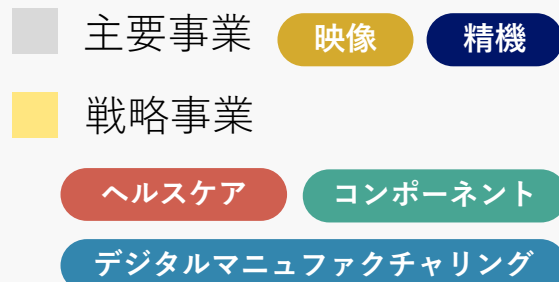 主要事業 映像 精機
戦略事業
ヘルスケア コンポーネント
デジタルマニュファクチャリング